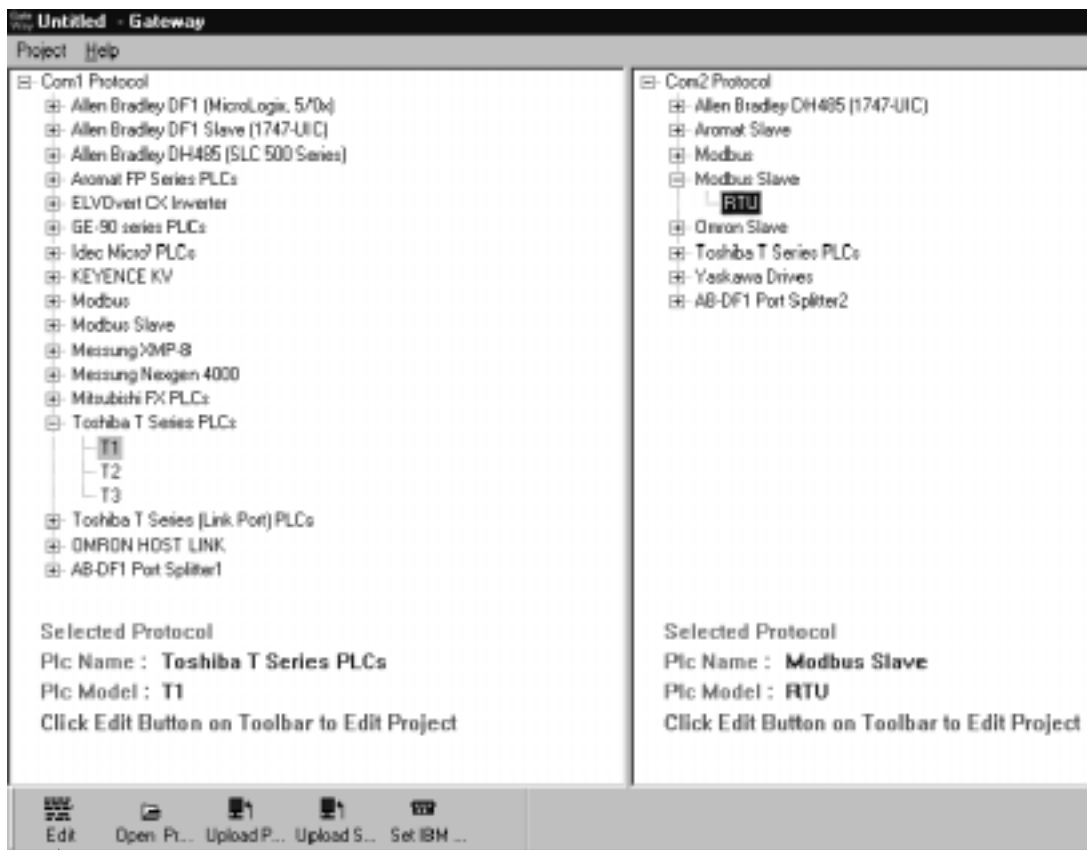 Gate Way Untitled - Gateway
Project Help
Com1 Protocol
Allen Bradley DF1 (MicroLogix, 5/0x)
Allen Bradley DF1 Slave (1747-UIC)
Allen Bradley DH485 (SLC 500 Series)
Aromat FP Series PLCs
ELVOvert CX Inverter
GE-90 series PLCs
Idec Micro3 PLCs
KEYENCE KV
Modbus
Modbus Slave
Messung XMP-8
Messung Nexgen 4000
Mitsubishi FX PLCs
Toshiba T Series PLCs
T1
T2
T3
Toshiba T Series (Link Port) PLCs
OMRON HOST LINK
AB-DF1 Port Splitter1
Selected Protocol
Plc Name : Toshiba T Series PLCs
Plc Model : T1
Click Edit Button on Toolbar to Edit Project
Com2 Protocol
Allen Bradley DH485 (1747-UIC)
Aromat Slave
Modbus
Modbus Slave
RTU
Omron Slave
Toshiba T Series PLCs
Yaskawa Drives
AB-DF1 Port Splitter2
Selected Protocol
Plc Name : Modbus Slave
Plc Model : RTU
Click Edit Button on Toolbar to Edit Project
Edit Open Pr... Upload P... Upload S... Set IBM ...